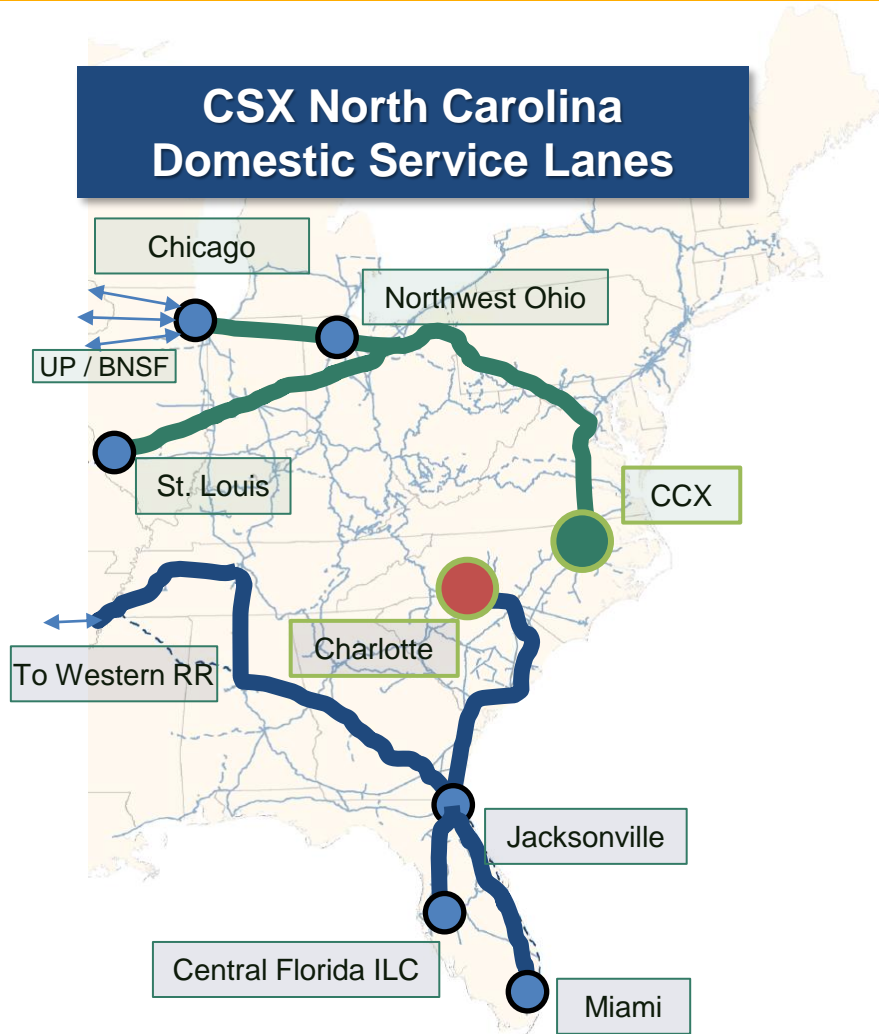 CSX North Carolina
Domestic Service Lanes
Chicago
Northwest Ohio
UP / BNSF
St. Louis
CCX
Charlotte
To Western RR
Jacksonville
Central Florida ILC
Miami